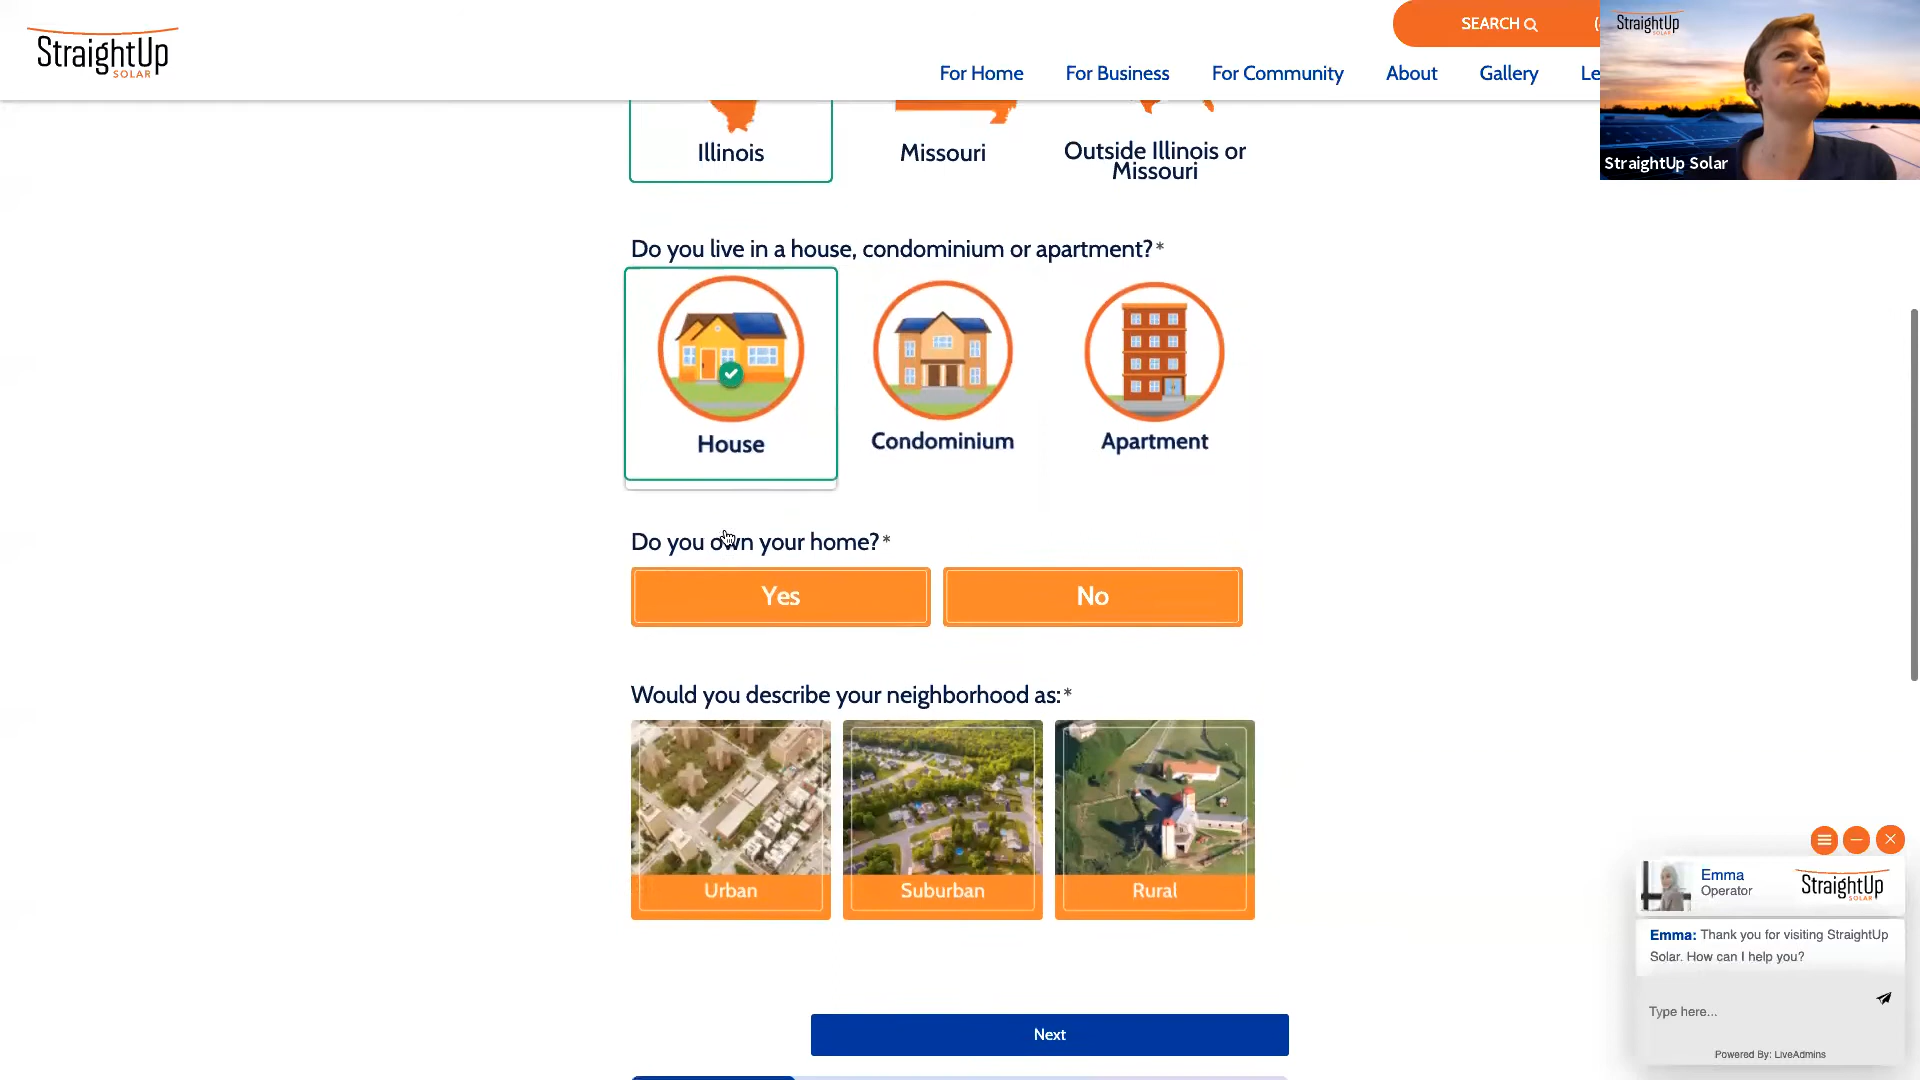 StraightUp
SOLAR
SEARCH
For Home
For Business
For Community
About
Gallery
Le
StraightUp
SOLAR
StraightUp Solar
Illinois
Missouri
Outside Illinois or
Missouri
Do you live in a house, condominium or apartment?*
House
Condominium
Apartment
Do you own your home?*
Yes
No
Would you describe your neighborhood as:*
Urban
Suburban
Rural
Next
Emma
Operator
StraightUp
SOLAR
Emma: Thank you for visiting StraightUp
Solar. How can I help you?
Type here...
Powered By: LiveAdmins